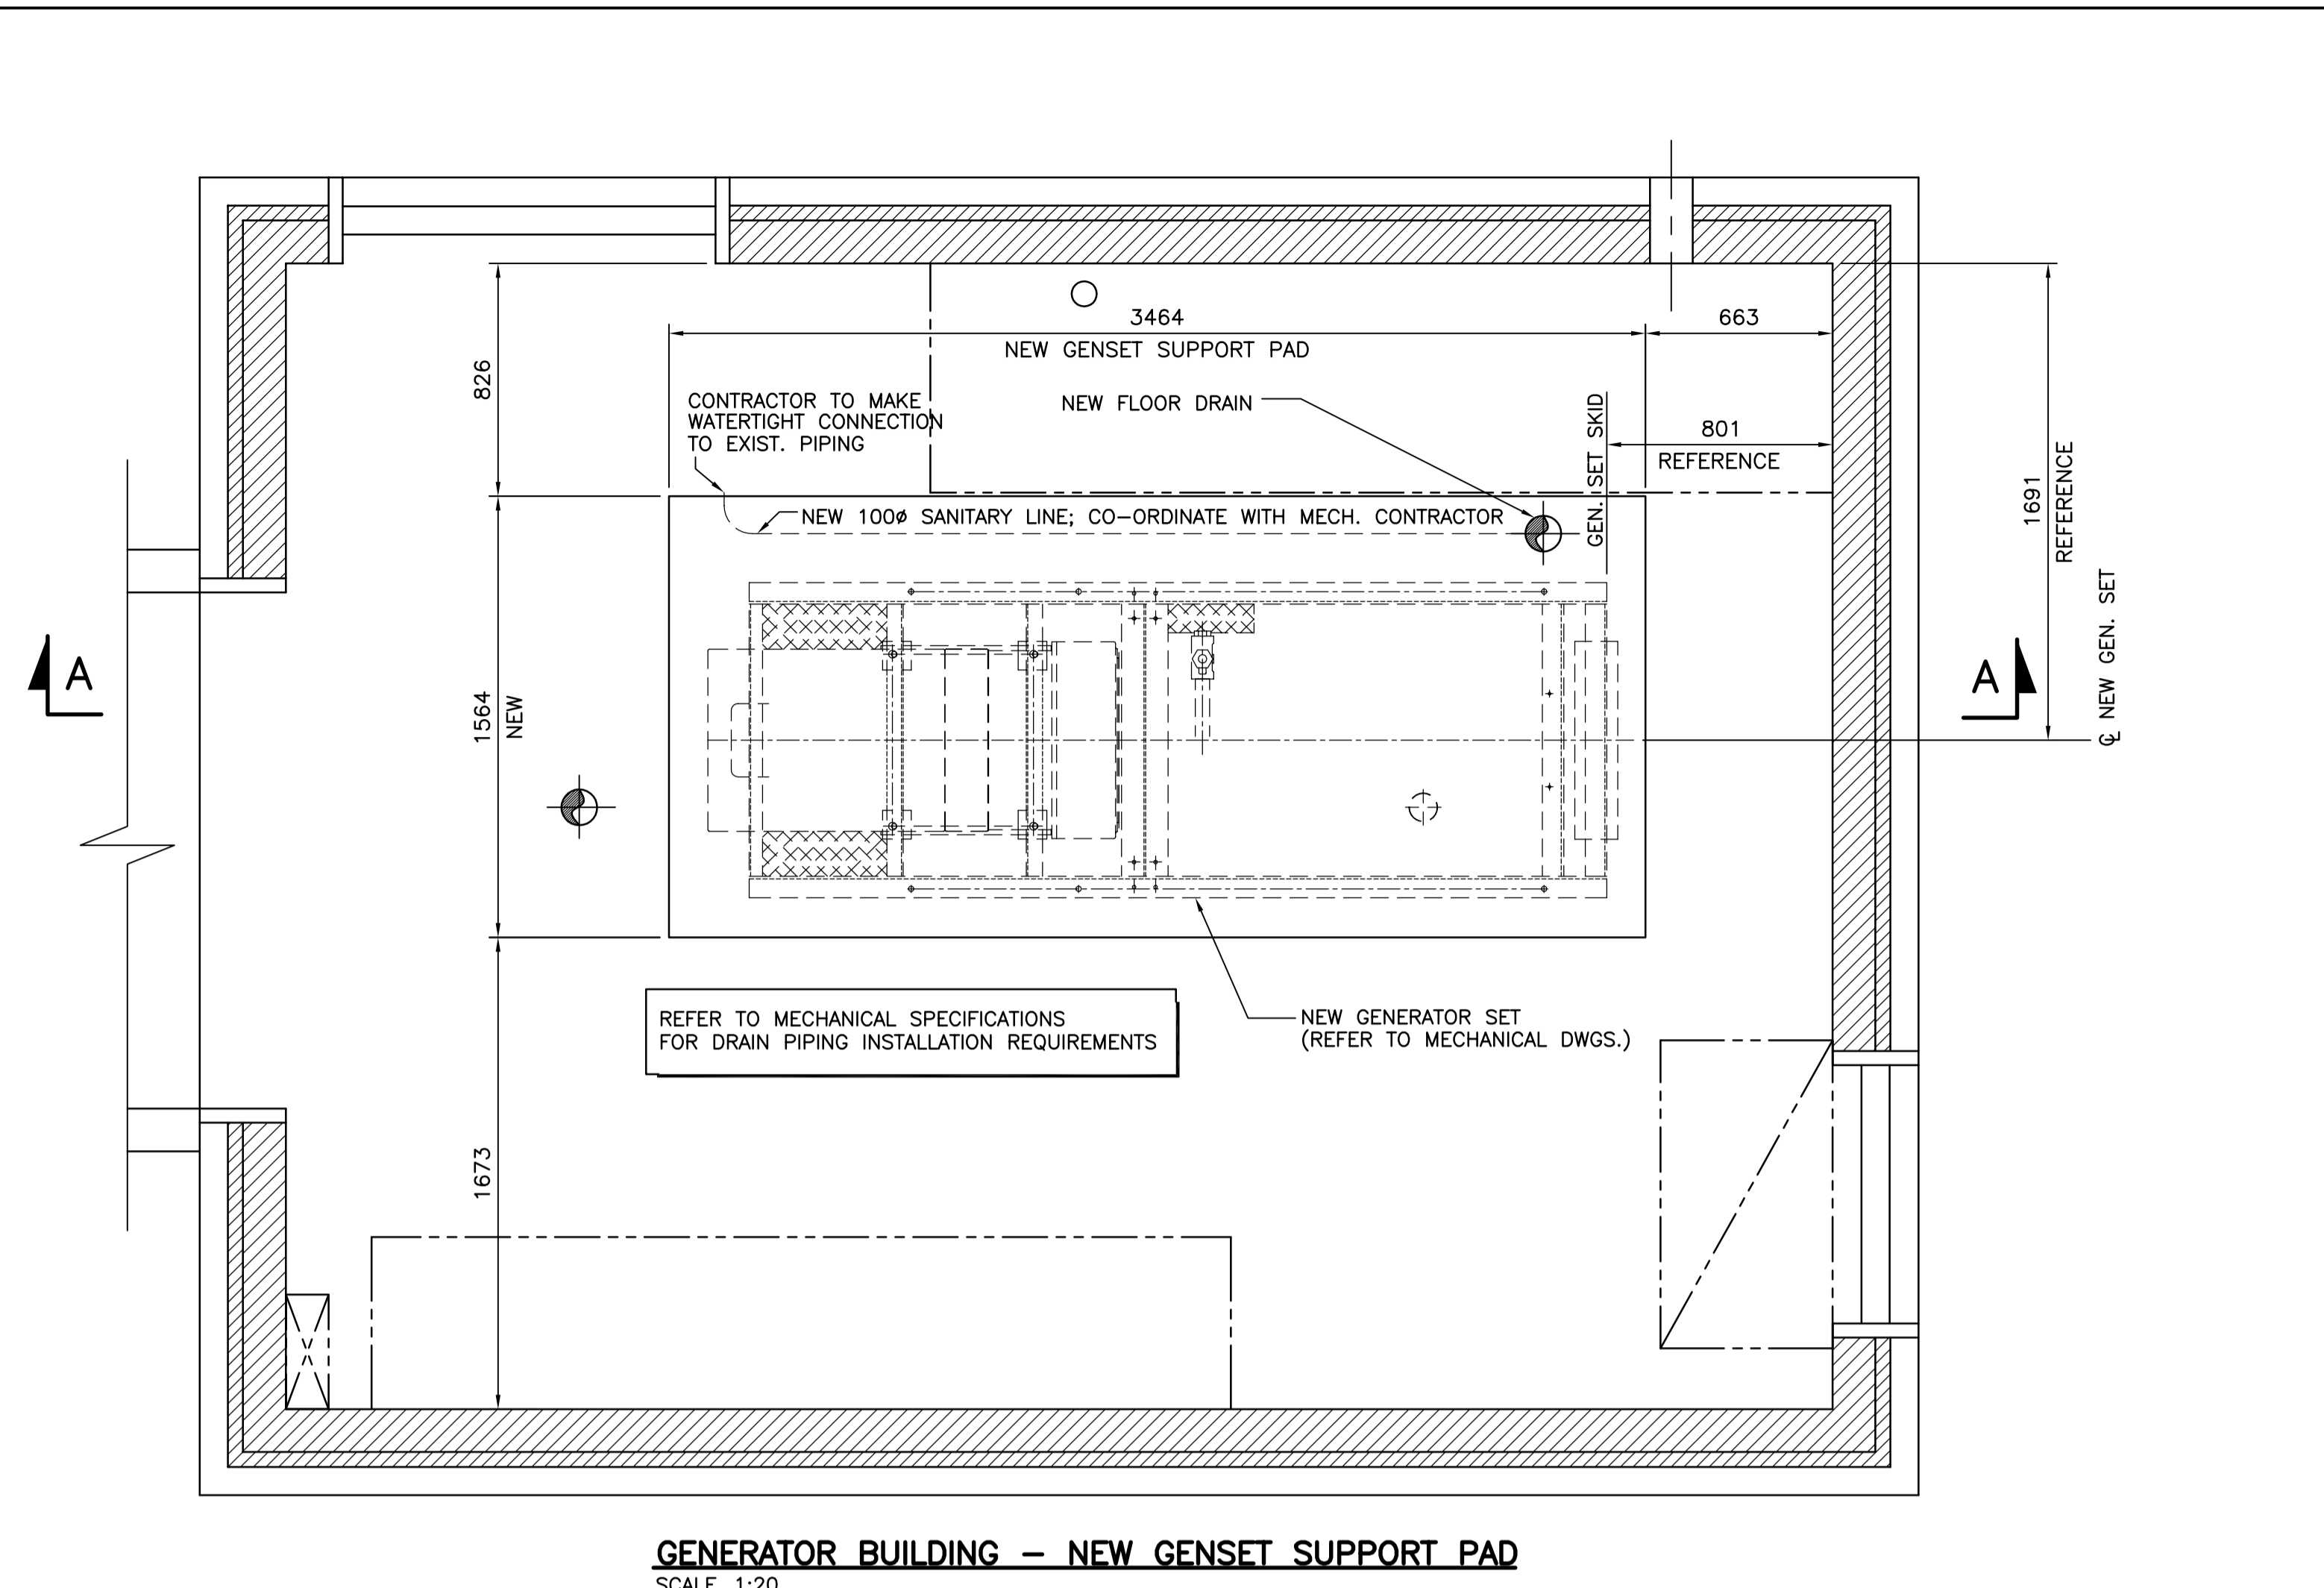 3464
NEW GENSET SUPPORT PAD
663
826
CONTRACTOR TO MAKE
WATERTIGHT CONNECTION
TO EXIST. PIPING
NEW FLOOR DRAIN
GEN. SET SKID
801
REFERENCE
1691
REFERENCE
NEW 100ø SANITARY LINE; CO-ORDINATE WITH MECH. CONTRACTOR
℄ NEW GEN. SET
A
A
1564
NEW
REFER TO MECHANICAL SPECIFICATIONS
FOR DRAIN PIPING INSTALLATION REQUIREMENTS
NEW GENERATOR SET
(REFER TO MECHANICAL DWGS.)
1673
GENERATOR BUILDING - NEW GENSET SUPPORT PAD
SCALE 1:20